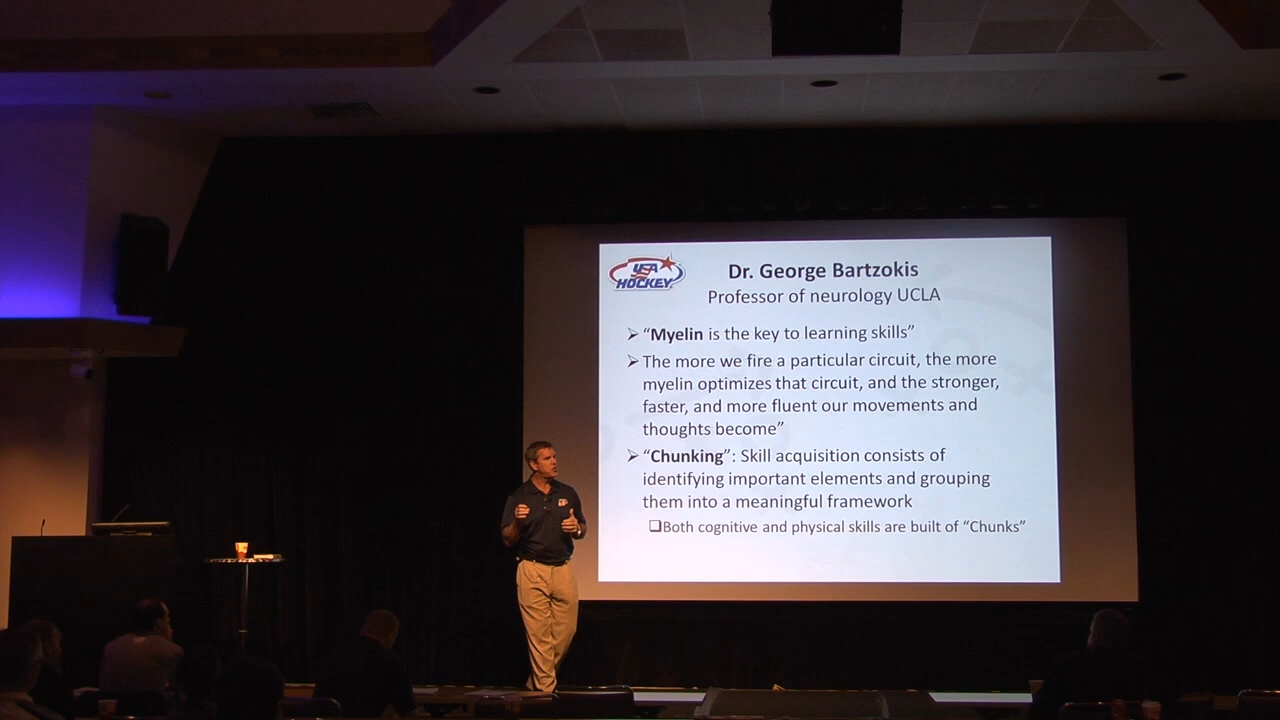 USA
HOCKEY
Dr. George Bartzokis
Professor of neurology UCLA
➢ “Myelin is the key to learning skills”
➢ The more we fire a particular circuit, the more
myelin optimizes that circuit, and the stronger,
faster, and more fluent our movements and
thoughts become”
➢ “Chunking”: Skill acquisition consists of
identifying important elements and grouping
them into a meaningful framework
❑Both cognitive and physical skills are built of “Chunks”